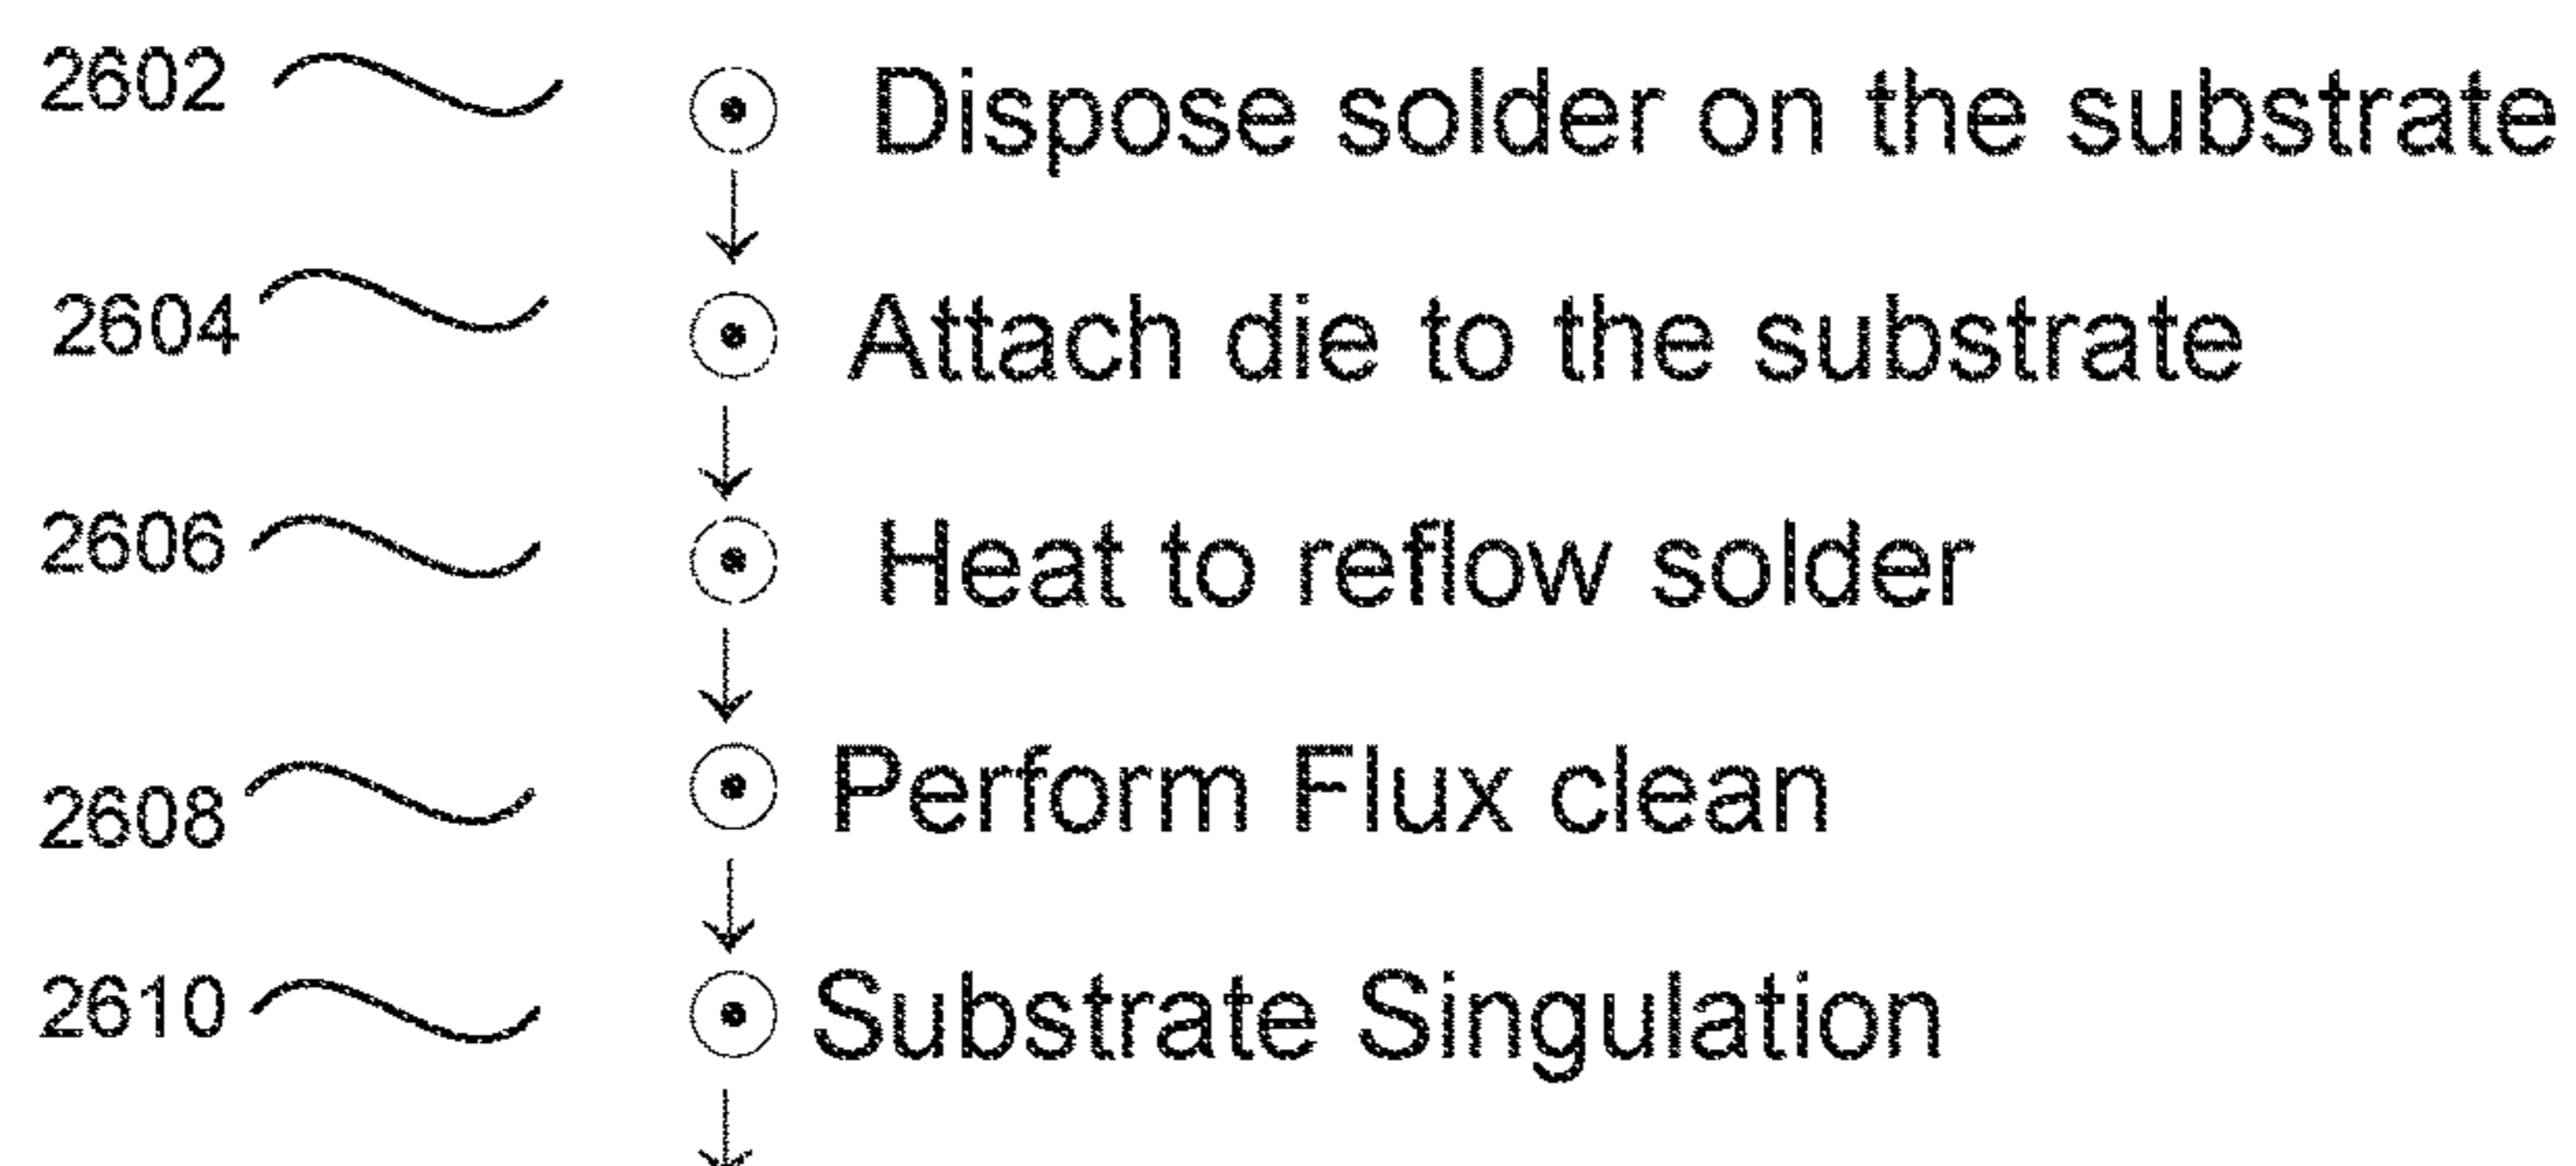 2602 Dispose solder on the substrate
2604 Attach die to the substrate
2606 Heat to reflow solder
2608 Perform Flux clean
2610 Substrate Singulation